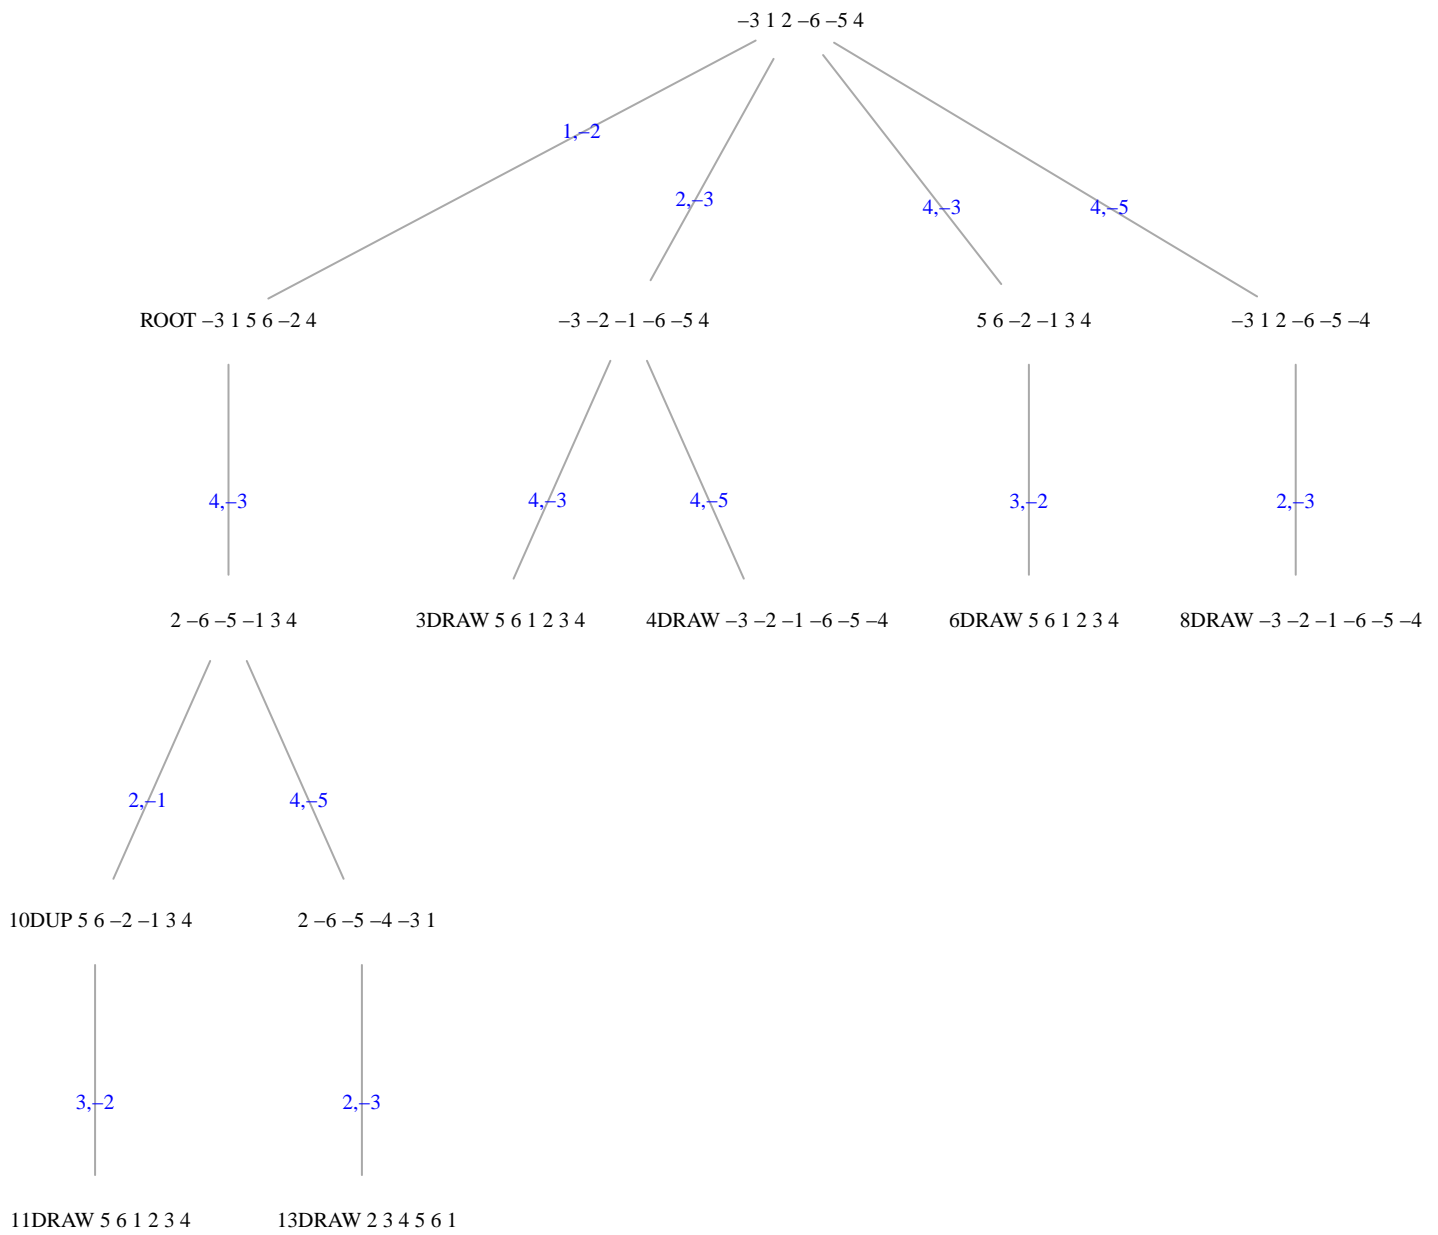 –3 1 2 –6 –5 4
1,–2
2,–3
4,–3
4,–5
ROOT –3 1 5 6 –2 4
–3 –2 –1 –6 –5 4
5 6 –2 –1 3 4
–3 1 2 –6 –5 –4
4,–3
4,–3
4,–5
3,–2
2,–3
2 –6 –5 –1 3 4
3DRAW 5 6 1 2 3 4
4DRAW –3 –2 –1 –6 –5 –4
6DRAW 5 6 1 2 3 4
8DRAW –3 –2 –1 –6 –5 –4
2,–1
4,–5
10DUP 5 6 –2 –1 3 4
2 –6 –5 –4 –3 1
3,–2
2,–3
11DRAW 5 6 1 2 3 4
13DRAW 2 3 4 5 6 1